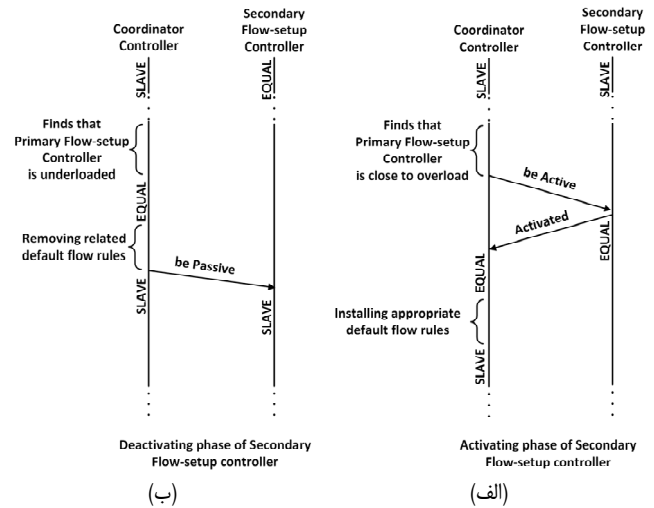 Coordinator
Controller
Secondary
Flow-setup
Controller
SLAVE
EQUAL
Finds that
Primary Flow-setup
Controller
is underloaded
EQUAL
Removing related
default flow rules
be Passive
SLAVE
SLAVE
Deactivating phase of Secondary
Flow-setup controller
(ب)
Coordinator
Controller
Secondary
Flow-setup
Controller
SLAVE
SLAVE
Finds that
Primary Flow-setup
Controller
is close to overload
be Active
Activated
EQUAL
EQUAL
Installing appropriate
default flow rules
SLAVE
Activating phase of Secondary
Flow-setup controller
(الف)